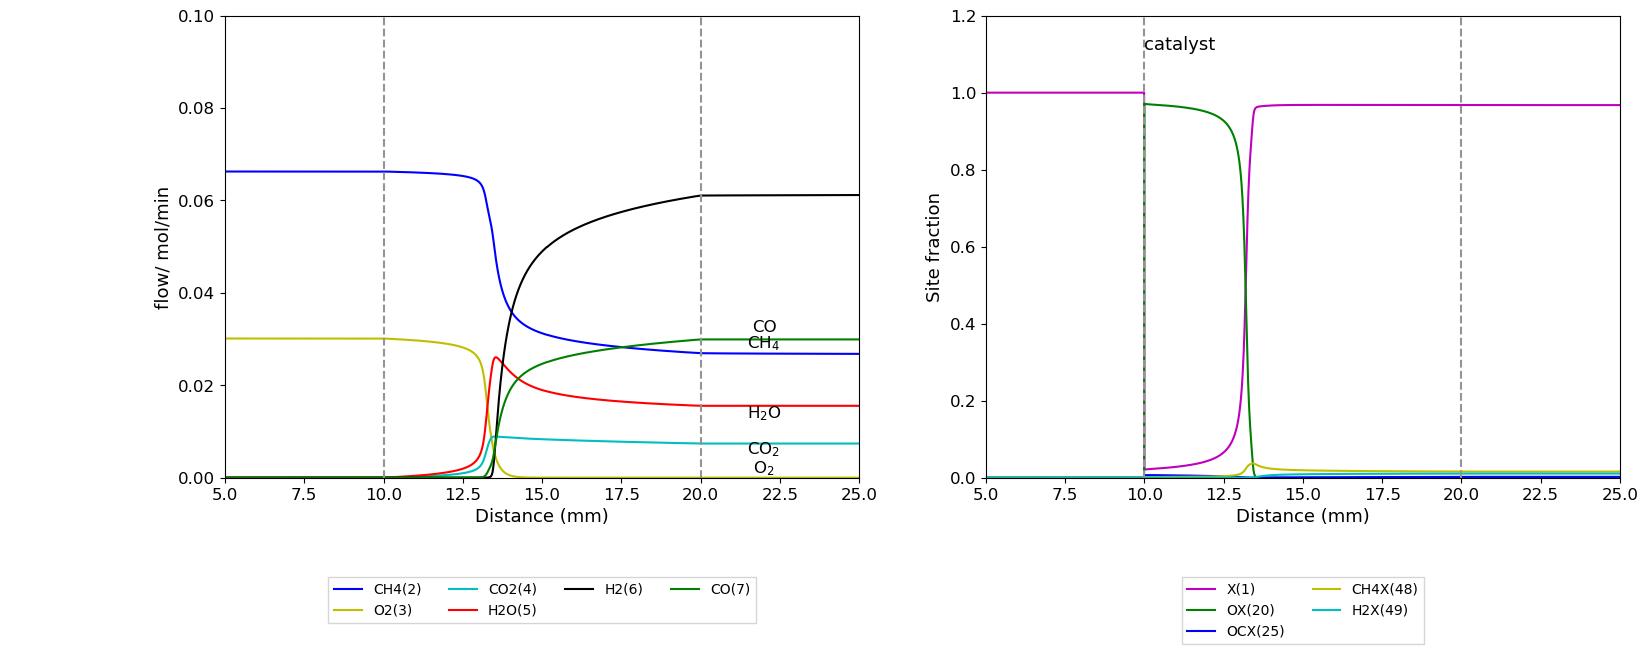 0.10
0.08
0.06
0.04
0.02
0.00
flow/ mol/min
CO
CH4
H2O
CO2
O2
5.0 7.5 10.0 12.5 15.0 17.5 20.0 22.5 25.0
Distance (mm)
CH4(2) CO2(4) H2(6) CO(7)
O2(3) H2O(5)
1.2
1.0
0.8
0.6
0.4
0.2
0.0
Site fraction
catalyst
5.0 7.5 10.0 12.5 15.0 17.5 20.0 22.5 25.0
Distance (mm)
X(1) CH4X(48)
OX(20) H2X(49)
OCX(25)